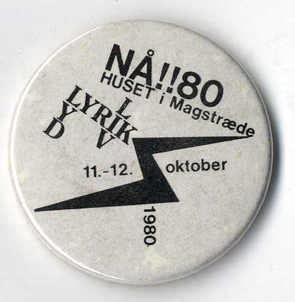 NÅ!!80
HUSET i Magstræde
LYRIK
LYD
LIV
11.-12. oktober
1980